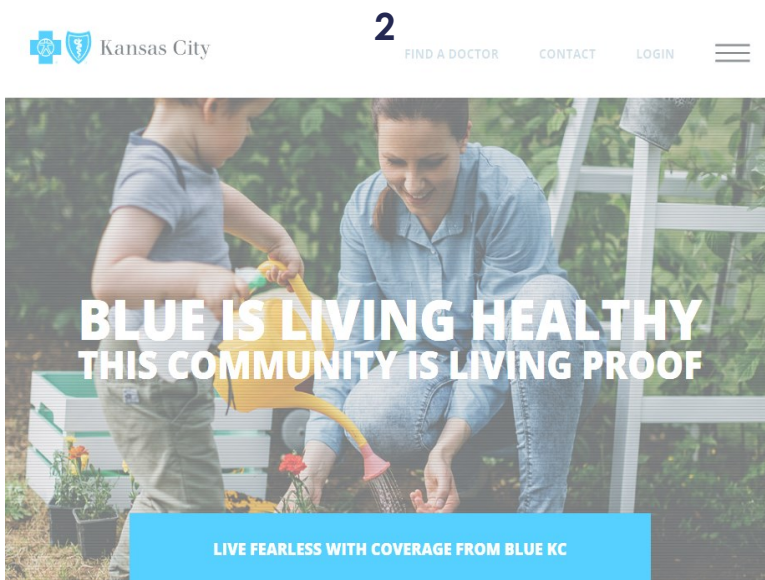 2
Kansas City
FIND A DOCTOR CONTACT LOGIN
BLUE IS LIVING HEALTHY
THIS COMMUNITY IS LIVING PROOF
LIVE FEARLESS WITH COVERAGE FROM BLUE KC